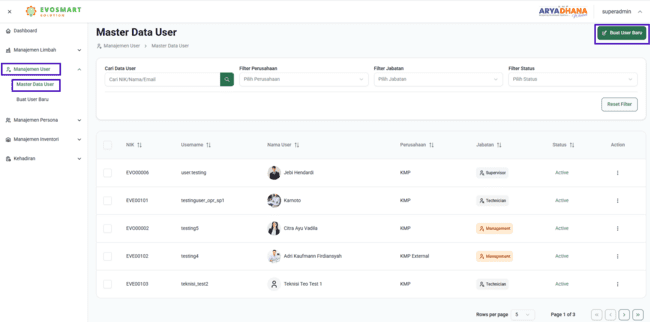 EVOSMART
SOLUTION
ARYADHANA
superadmin
Dashboard
Manajemen Limbah
Manajemen User
Master Data User
Buat User Baru
Manajemen Persona
Manajemen Inventori
Kehadiran
Master Data User
Manajemen User > Master Data User
Buat User Baru
Cari Data User
Cari NIK/Nama/Email
Filter Perusahaan
Pilih Perusahaan
Filter Jabatan
Pilih Jabatan
Filter Status
Pilih Status
Reset Filter
NIK Username Nama User Perusahaan Jabatan Status Action
EVO00006 user.testing Jebi Hendardi KMP Supervisor Active
EVE00101 testinguser_opr_sp1 Karnoto KMP Technician Active
EVO00002 testing5 Citra Ayu Vadila KMP Management Active
EVE00102 testing4 Adri Kaufmann Firdiansyah KMP External Management Active
EVE00103 teknisi_test2 Teknisi Teo Test 1 KMP Technician Active
Rows per page 5 Page 1 of 3